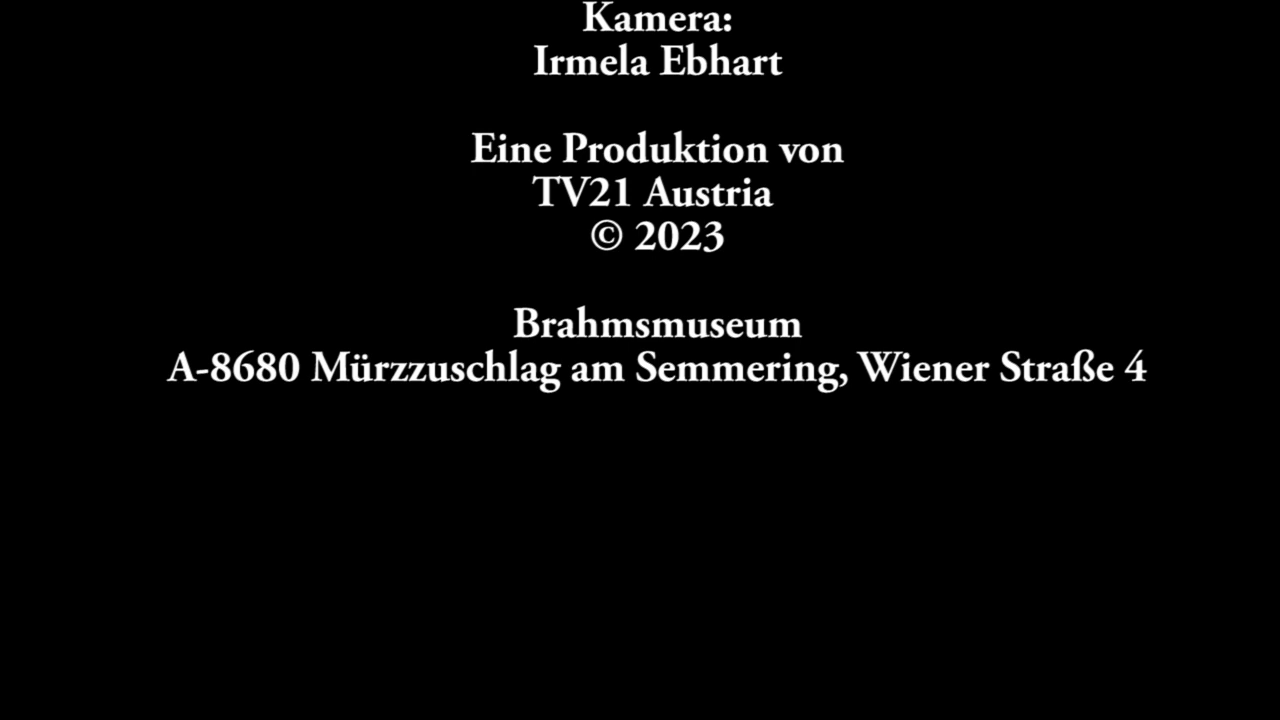 Kamera:
Irmela Ebhart
Eine Produktion von
TV21 Austria
© 2023
Brahmsmuseum
A-8680 Mürzzuschlag am Semmering, Wiener Straße 4